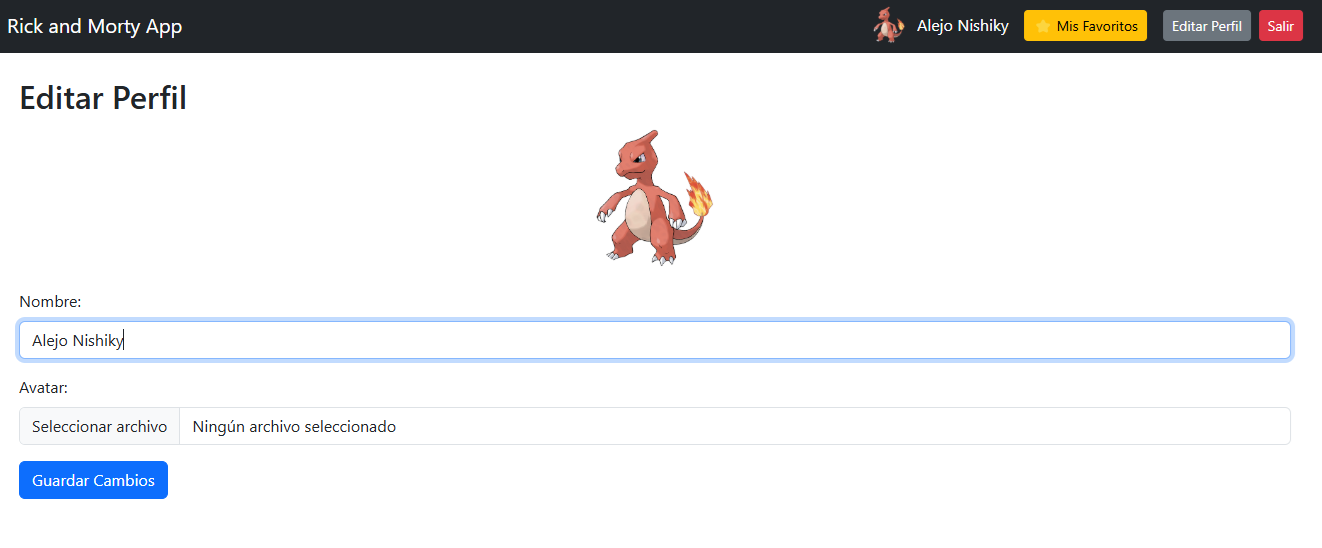 Rick and Morty App
Alejo Nishiky
Mis Favoritos
Editar Perfil
Salir
Editar Perfil
Nombre:
Alejo Nishiky
Avatar:
Seleccionar archivo Ningún archivo seleccionado
Guardar Cambios